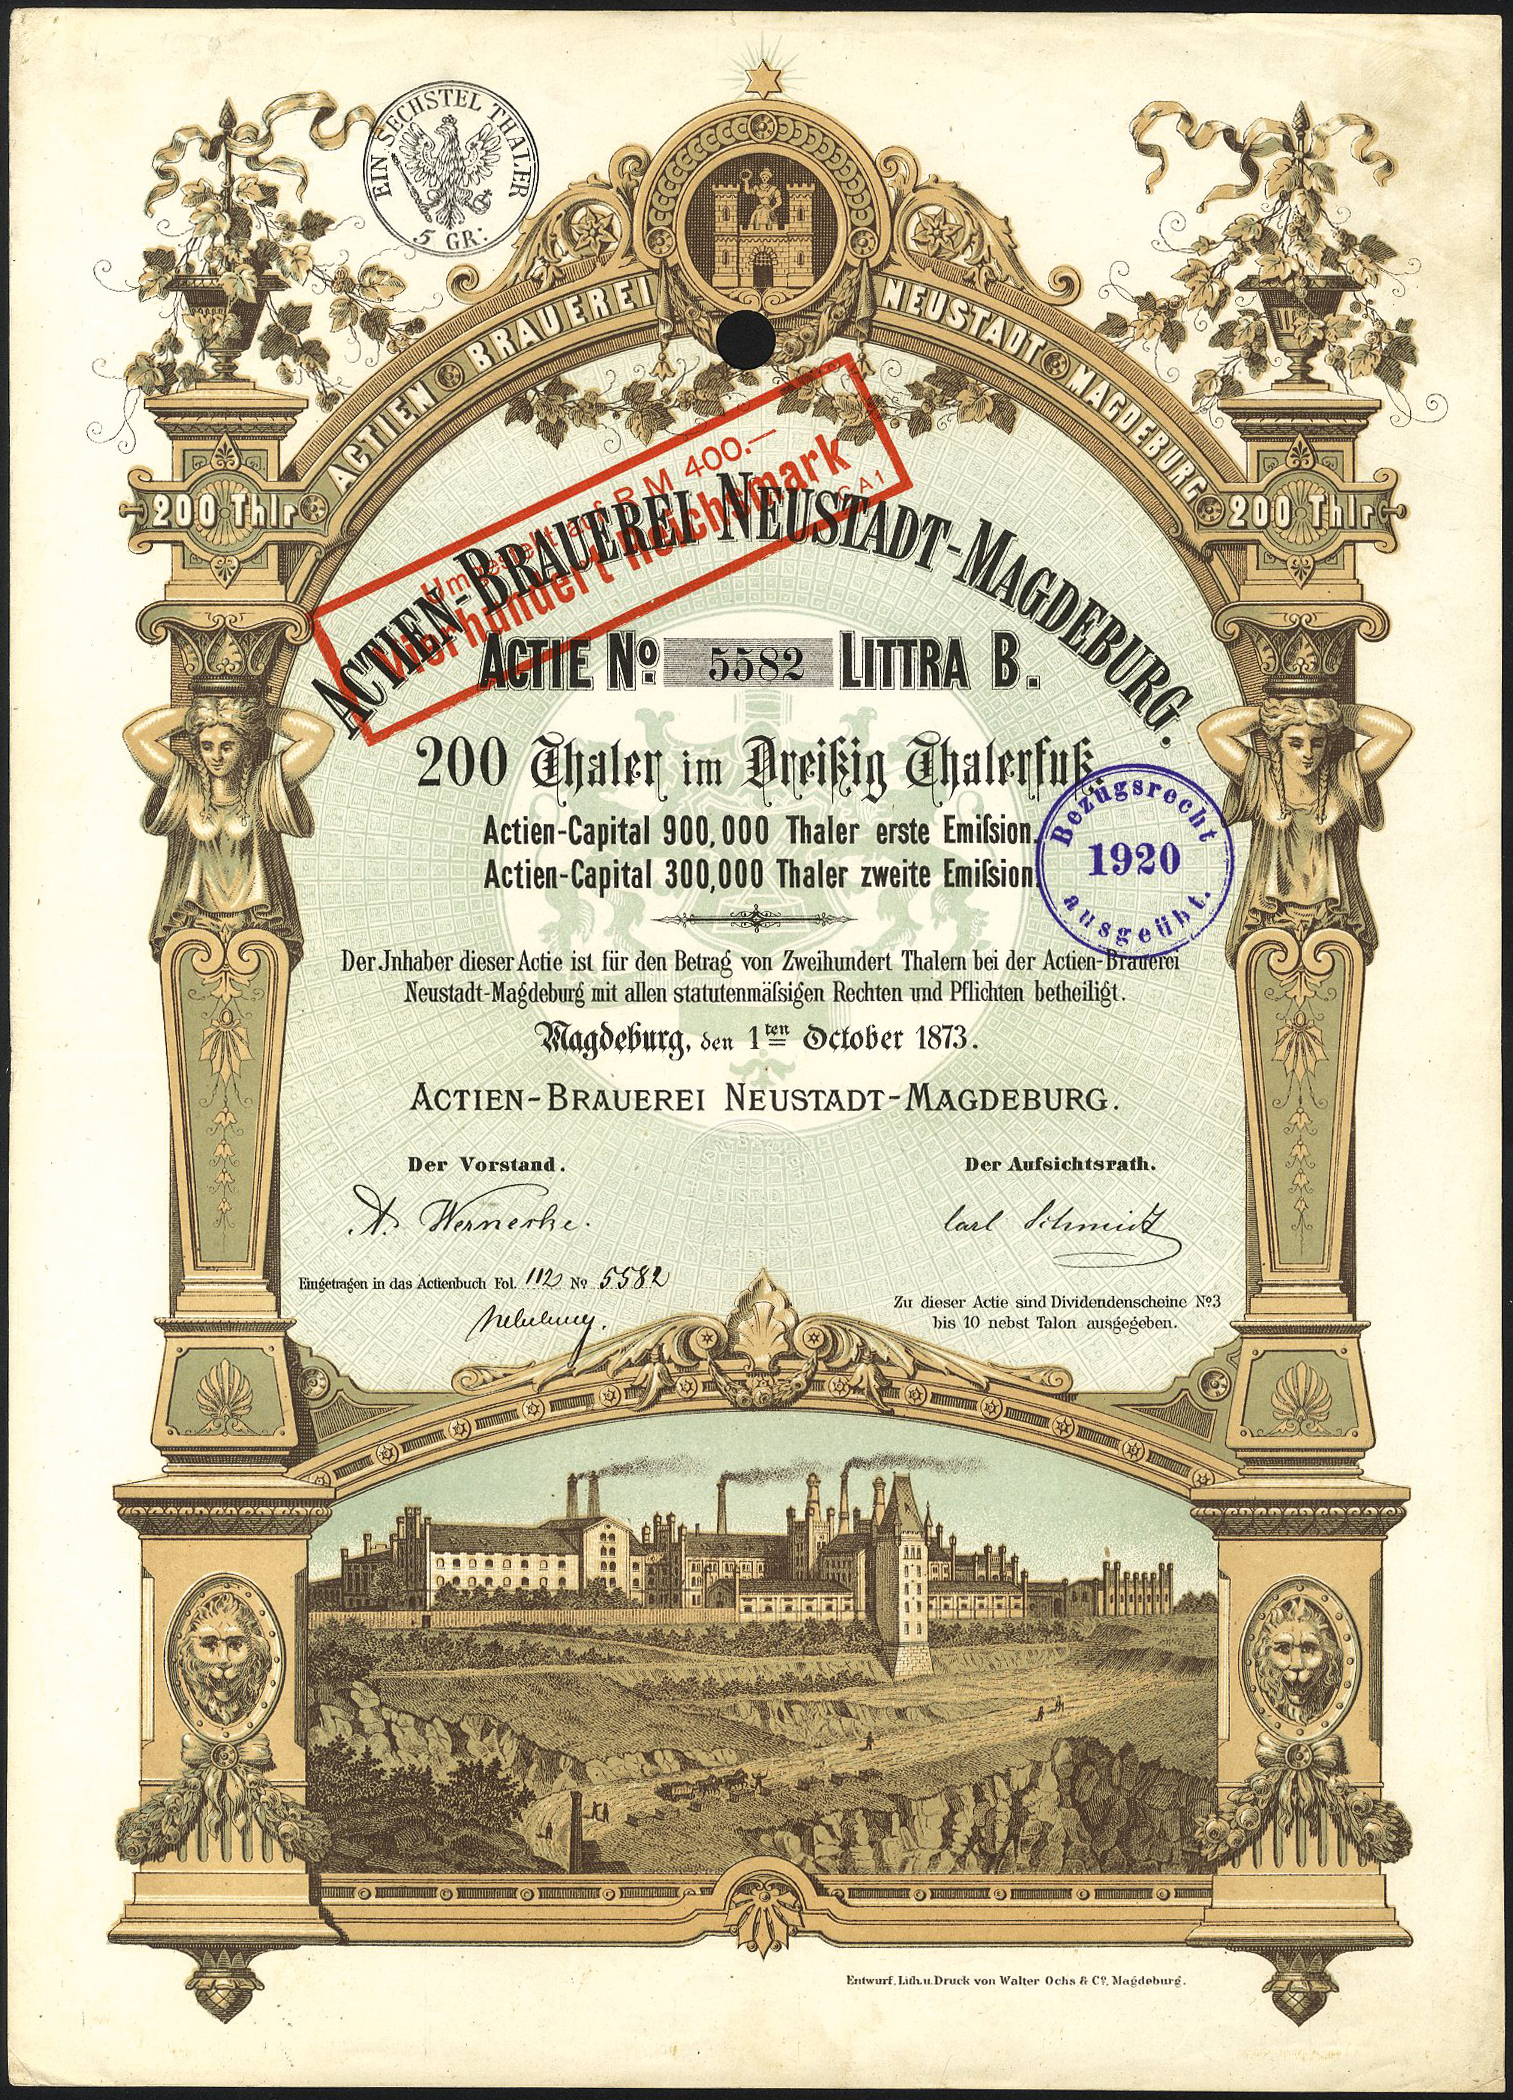 EIN SECHSTEL THALER
5 GR:
ACTIEN BRAUEREI NEUSTADT MAGDEBURG
200 Thlr
200 Thlr
Umgestellt auf RM 400.—
Vierhundert Reichsmark
CA1
ACTIEN-BRAUEREI NEUSTADT-MAGDEBURG.
ACTIE No. 5582 LITTRA B.
200 Thaler im Dreißig Thalerfuß.
Actien-Capital 900,000 Thaler erste Emiſsion.
Actien-Capital 300,000 Thaler zweite Emiſsion.
Bezugsrecht
1920
ausgeübt.
Der Jnhaber dieser Actie ist für den Betrag von Zweihundert Thalern bei der Actien-Brauerei
Neustadt-Magdeburg mit allen statutenmäſsigen Rechten und Pflichten betheiligt.
Magdeburg, den 1ten October 1873.
ACTIEN-BRAUEREI NEUSTADT-MAGDEBURG.
Der Vorstand.
Der Aufsichtsrath.
A. Wernecke.
Carl Schmidt
Eingetragen in das Actienbuch Fol. 112 No 5582
Zu dieser Actie sind Dividendenscheine No 3
bis 10 nebst Talon ausgegeben.
Entwurf, Lith. u. Druck von Walter Ochs & Co. Magdeburg.